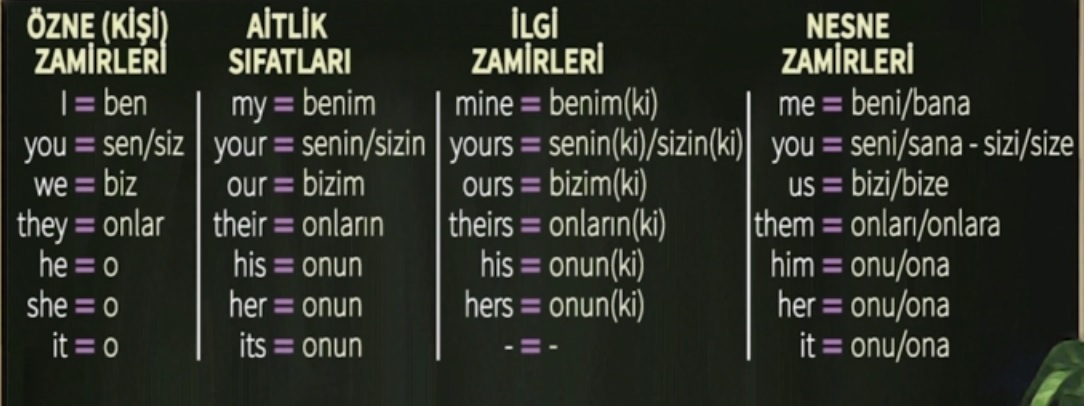 ÖZNE (KİŞİ) ZAMİRLERİ
I = ben
you = sen/siz
we = biz
they = onlar
he = o
she = o
it = o
AİTLİK SIFATLARI
my = benim
your = senin/sizin
our = bizim
their = onların
his = onun
her = onun
its = onun
İLGİ ZAMİRLERİ
mine = benim(ki)
yours = senin(ki)/sizin(ki)
ours = bizim(ki)
theirs = onların(ki)
his = onun(ki)
hers = onun(ki)
- = -
NESNE ZAMİRLERİ
me = beni/bana
you = seni/sana - sizi/size
us = bizi/bize
them = onları/onlara
him = onu/ona
her = onu/ona
it = onu/ona